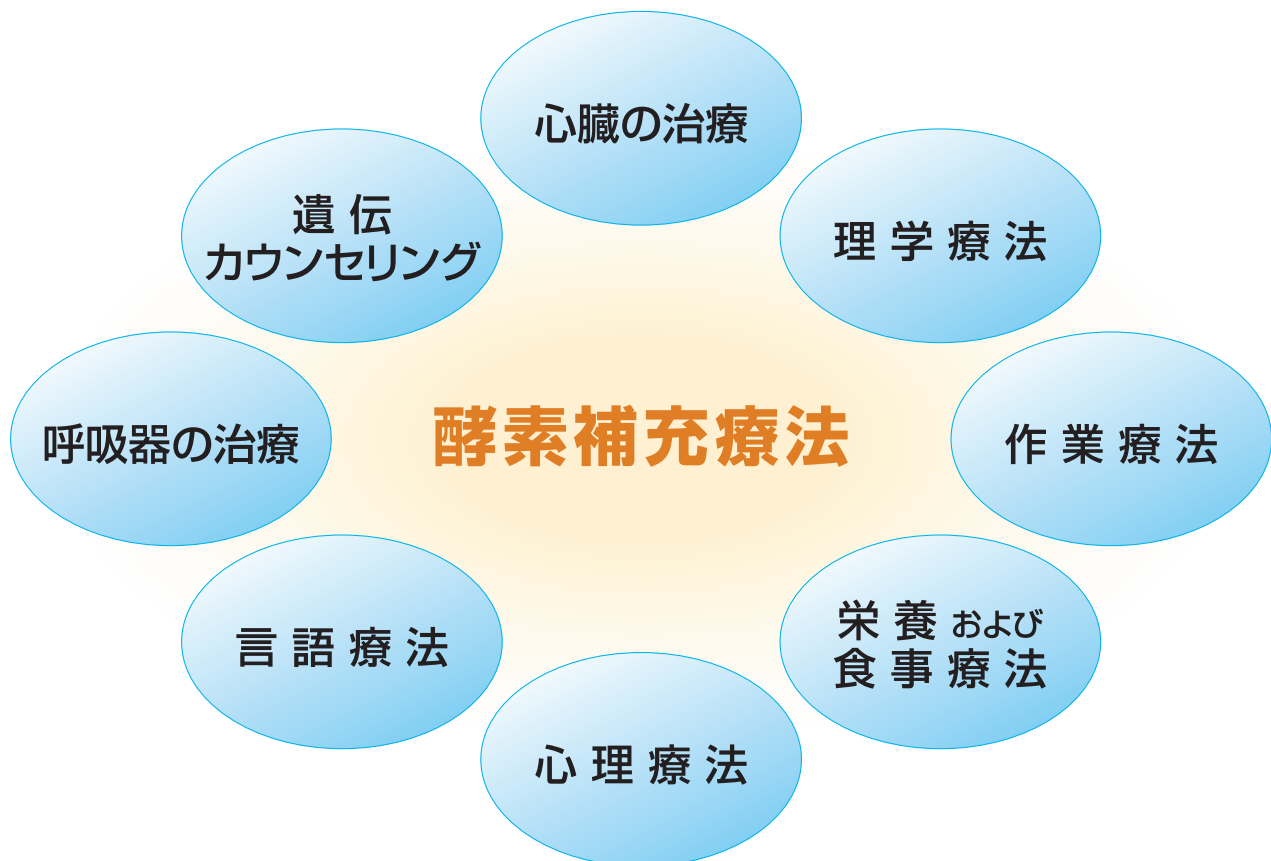 心臓の治療
遺伝
カウンセリング
理学療法
呼吸器の治療
酵素補充療法
作業療法
言語療法
栄養および
食事療法
心理療法